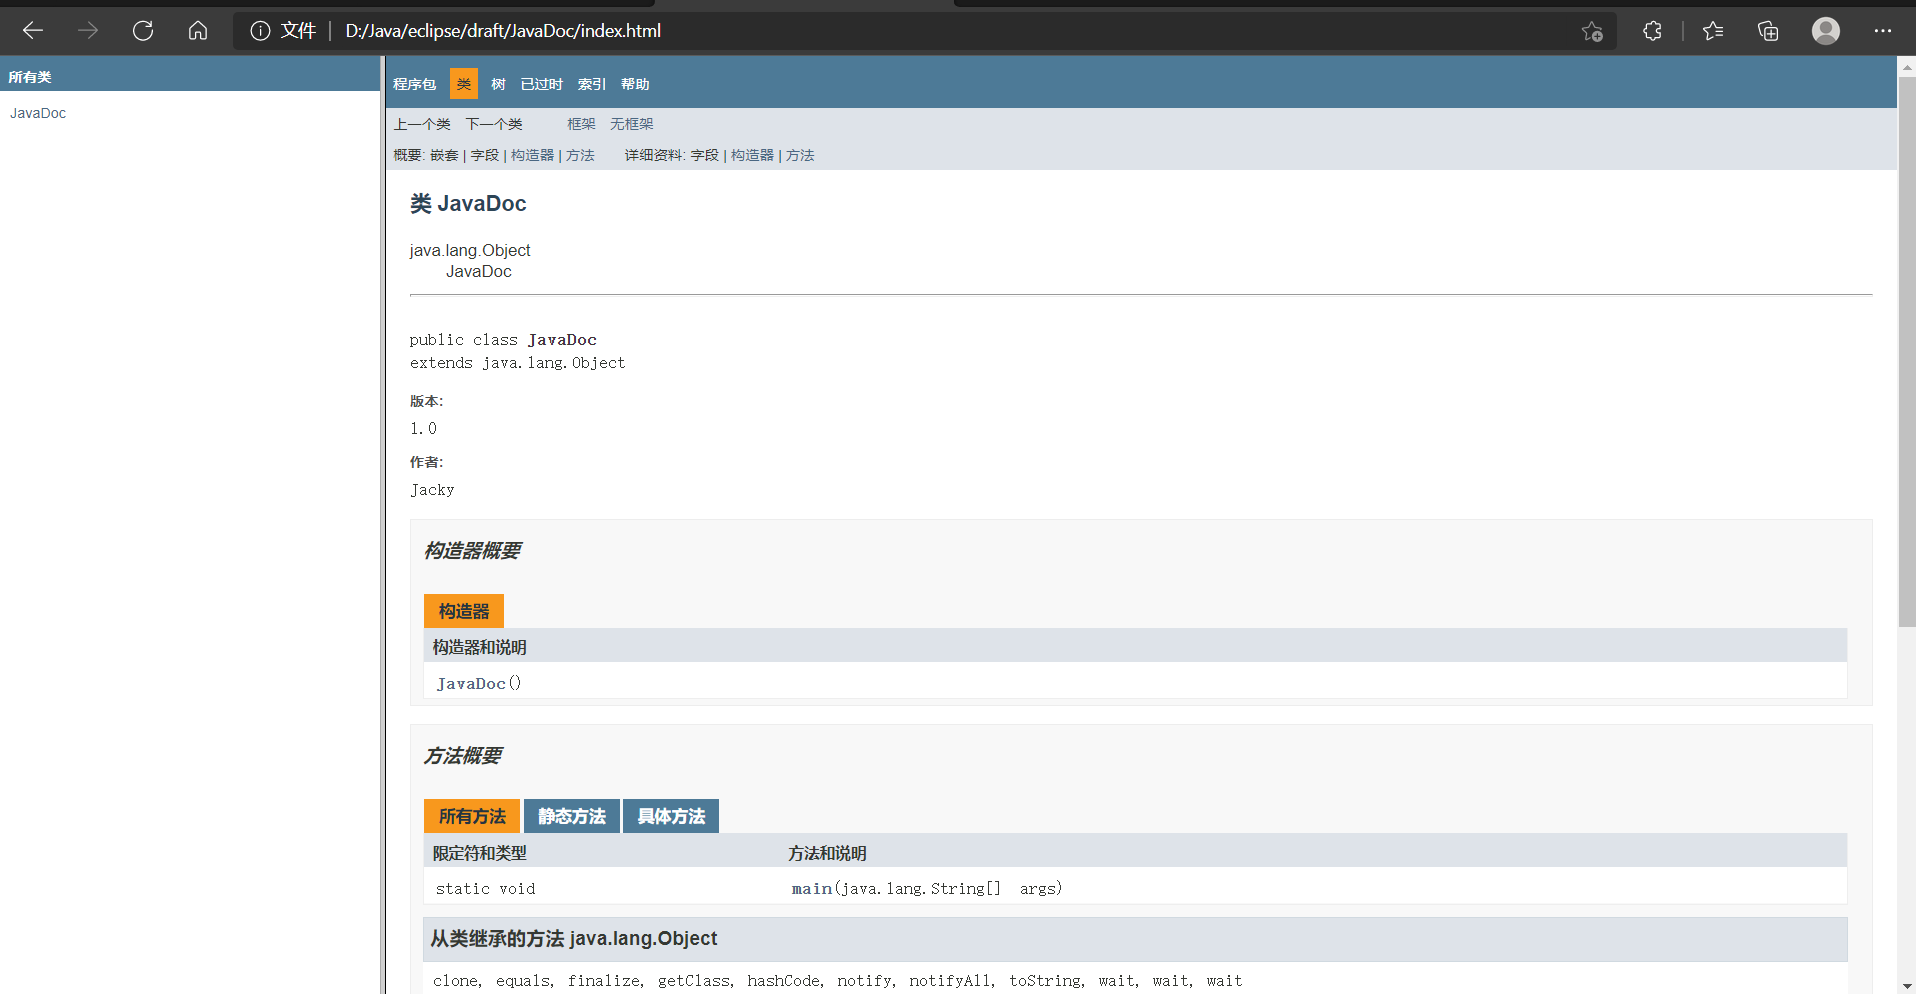 文件 | D:/Java/eclipse/draft/JavaDoc/index.html
所有类
JavaDoc
程序包 类 树 已过时 索引 帮助
上一个类 下一个类 框架 无框架
概要: 嵌套 | 字段 | 构造器 | 方法 详细资料: 字段 | 构造器 | 方法
类 JavaDoc
java.lang.Object
JavaDoc
public class JavaDoc
extends java.lang.Object
版本:
1.0
作者:
Jacky
构造器概要
构造器
构造器和说明
JavaDoc()
方法概要
所有方法 静态方法 具体方法
限定符和类型 方法和说明
static void main(java.lang.String[] args)
从类继承的方法 java.lang.Object
clone, equals, finalize, getClass, hashCode, notify, notifyAll, toString, wait, wait, wait